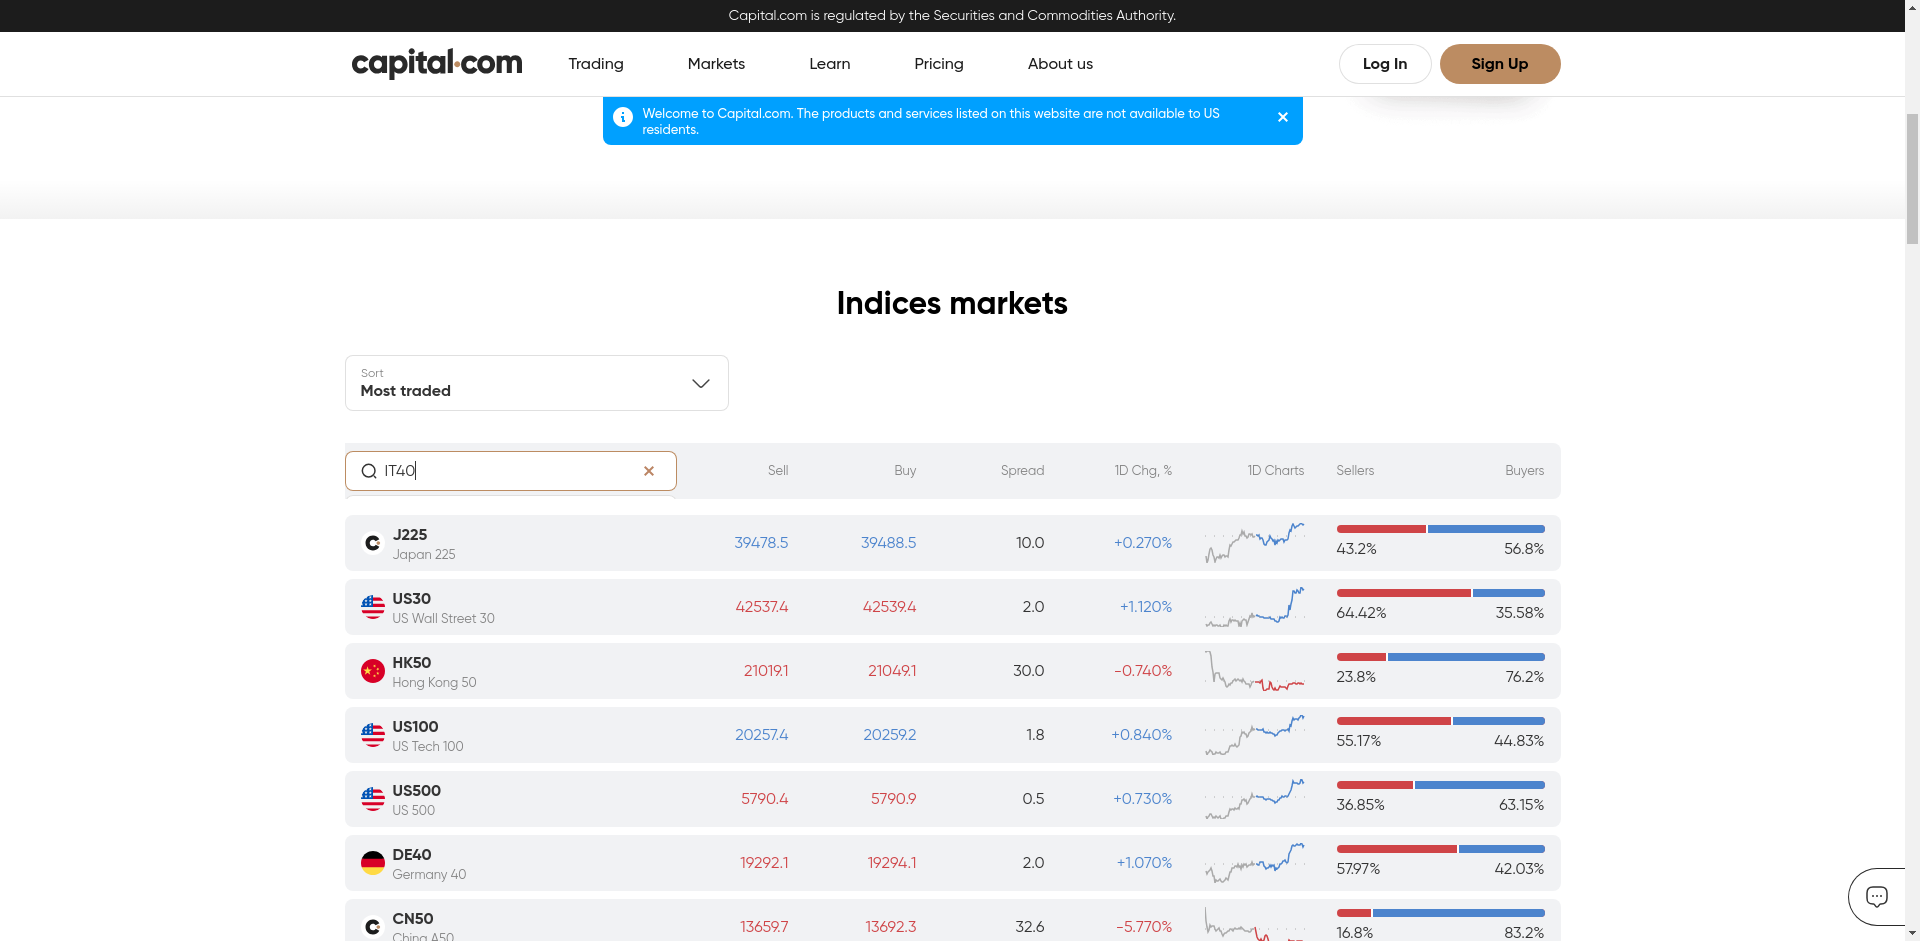 Capital.com is regulated by the Securities and Commodities Authority.
capital.com
Trading
Markets
Learn
Pricing
About us
Log In
Sign Up
Welcome to Capital.com. The products and services listed on this website are not available to US
residents.
Indices markets
Sort
Most traded
IT40
Sell
Buy
Spread
1D Chg, %
1D Charts
Sellers
Buyers
J225
Japan 225
39478.5
39488.5
10.0
+0.270%
43.2%
56.8%
US30
US Wall Street 30
42537.4
42539.4
2.0
+1.120%
64.42%
35.58%
HK50
Hong Kong 50
21019.1
21049.1
30.0
-0.740%
23.8%
76.2%
US100
US Tech 100
20257.4
20259.2
1.8
+0.840%
55.17%
44.83%
US500
US 500
5790.4
5790.9
0.5
+0.730%
36.85%
63.15%
DE40
Germany 40
19292.1
19294.1
2.0
+1.070%
57.97%
42.03%
CN50
China A50
13659.7
13692.3
32.6
-5.770%
16.8%
83.2%